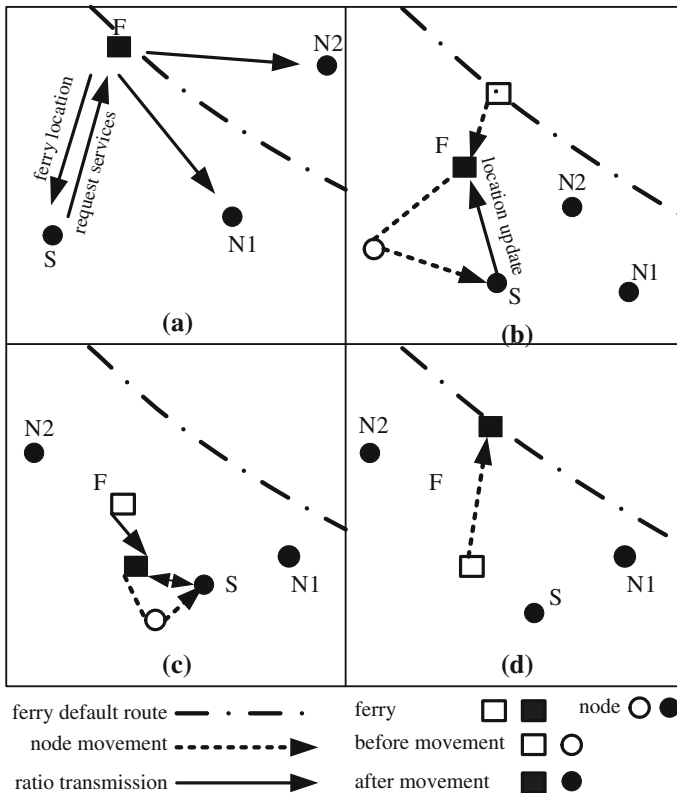 F
N2
ferry location
request services
S
N1
(a)
F
location update
N2
S
N1
(b)
N2
F
S
N1
(c)
N2
F
S
N1
(d)
ferry default route
node movement
ratio transmission
ferry
node
before movement
after movement